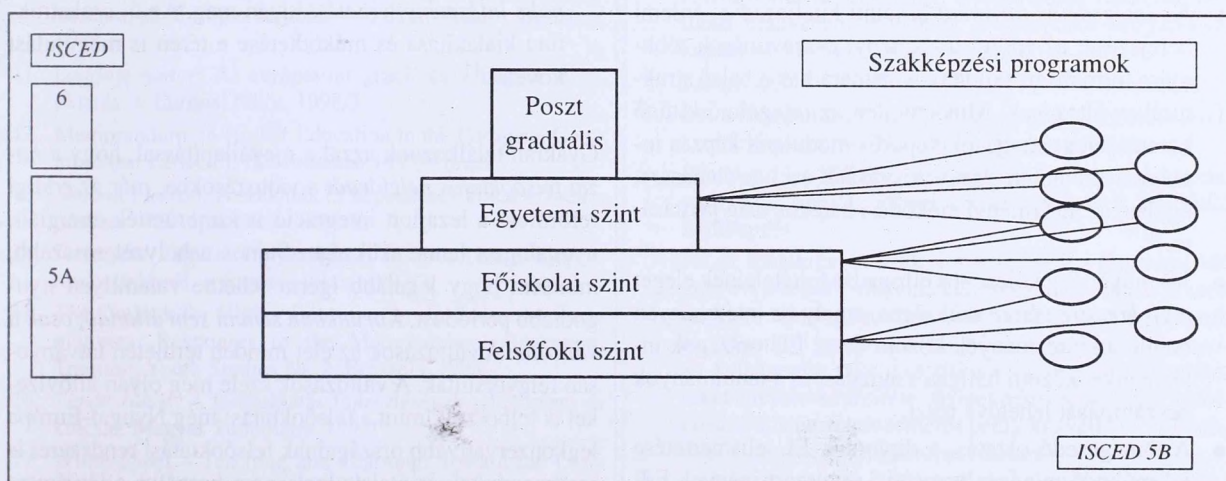 ISCED
6
5A
Poszt
graduális
Egyetemi szint
Főiskolai szint
Felsőfokú szint
Szakképzési programok
ISCED 5B